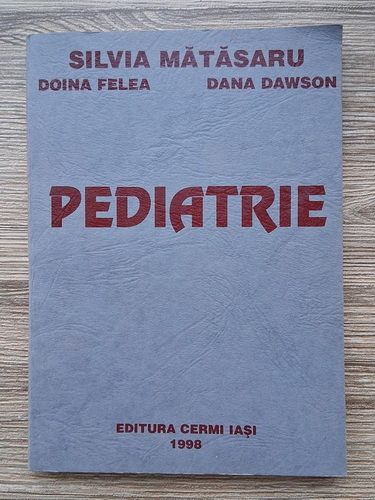 SILVIA MĂTĂSARU
DOINA FELEA DANA DAWSON
PEDIATRIE
EDITURA CERMI IAȘI
1998